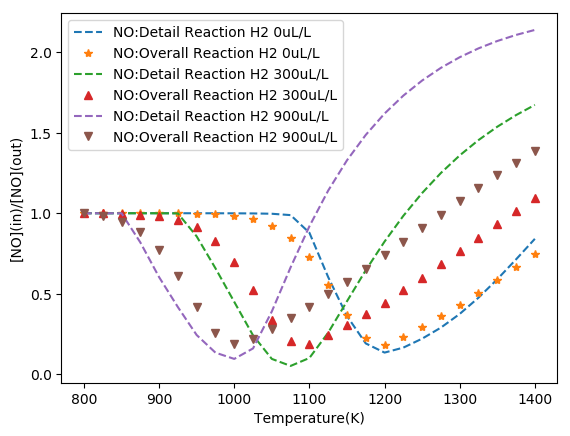 NO:Detail Reaction H2 0uL/L
NO:Overall Reaction H2 0uL/L
NO:Detail Reaction H2 300uL/L
NO:Overall Reaction H2 300uL/L
NO:Detail Reaction H2 900uL/L
NO:Overall Reaction H2 900uL/L
[NO](in)/[NO](out)
2.0
1.5
1.0
0.5
0.0
800 900 1000 1100 1200 1300 1400
Temperature(K)